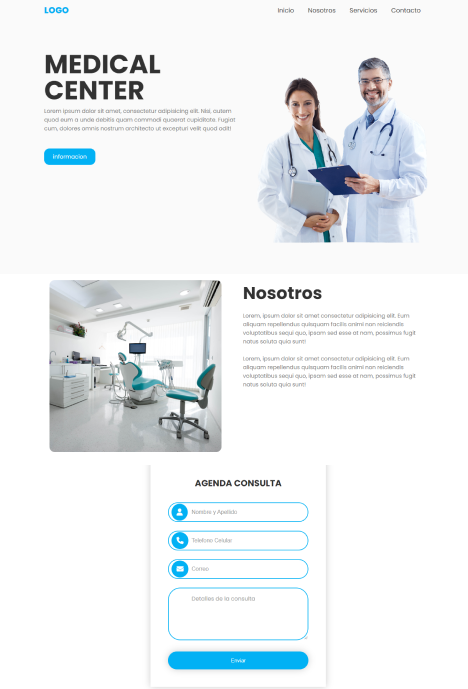 LOGO
Inicio Nosotros Servicios Contacto
MEDICAL
CENTER
Lorem ipsum dolor sit amet, consectetur adipisicing elit. Nisi, autem
quod eum a unde debitis quam commodi quaerat cupiditate. Fugiat
cum, dolores omnis nostrum architecto ut excepturi velit quod odit!
Informacion
Nosotros
Lorem, ipsum dolor sit amet consectetur adipisicing elit. Eum
aliquam repellendus quisquam facilis animi non reiciendis
voluptatibus sequi quo, ipsam sed esse at nam, possimus fugit
natus soluta quia sunt!
Lorem, ipsum dolor sit amet consectetur adipisicing elit. Eum
aliquam repellendus quisquam facilis animi non reiciendis
voluptatibus sequi quo, ipsam sed esse at nam, possimus fugit
natus soluta quia sunt!
AGENDA CONSULTA
Nombre y Apellido
Telefono Celular
Correo
Detalles de la consulta
Enviar